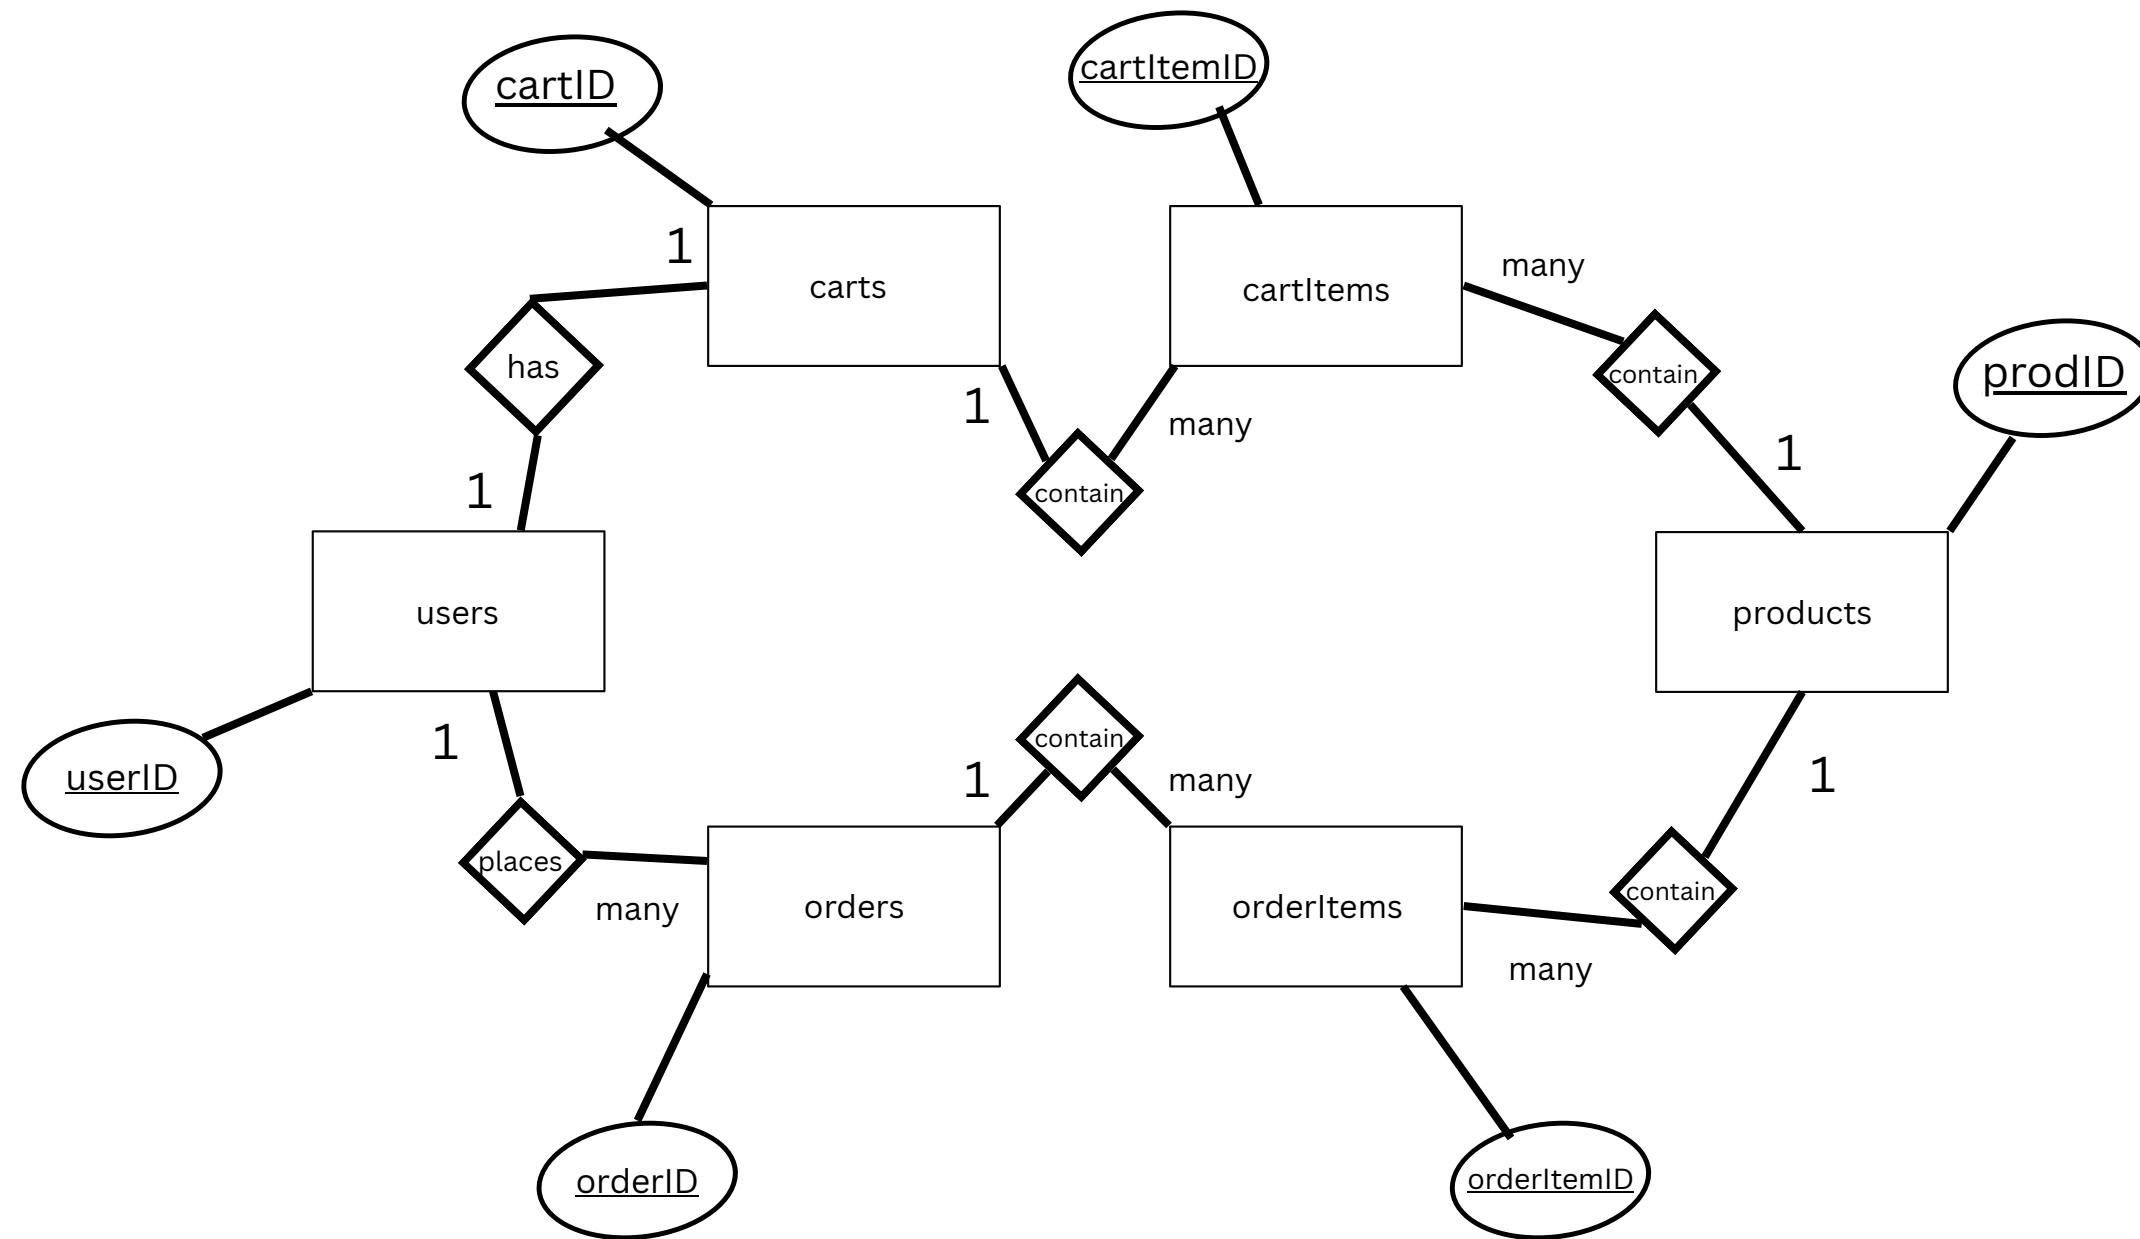 cartID
cartItemID
1
carts
cartItems
many
has
contain
prodID
1
many
1
1
contain
users
products
userID
1
places
many
orders
1
contain
many
orderItems
1
contain
many
orderID
orderItemID